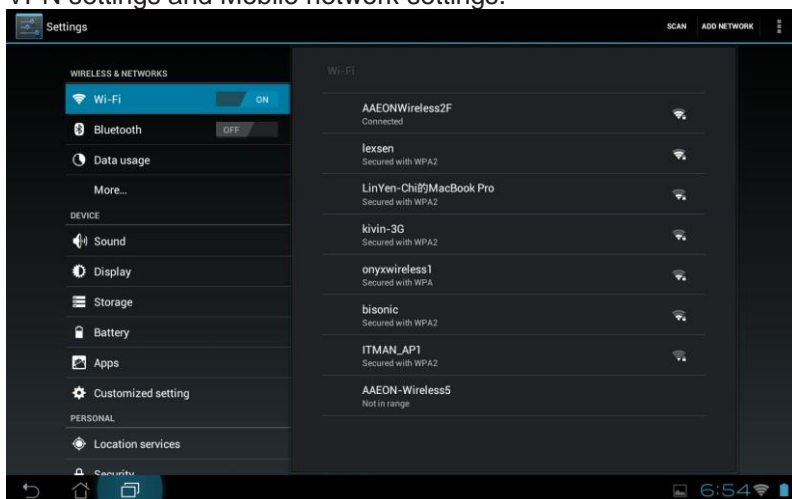 VPN settings and Mobile network settings.
Settings
SCAN
ADD NETWORK
WIRELESS & NETWORKS
Wi-Fi
ON
Bluetooth
OFF
Data usage
More...
DEVICE
Sound
Display
Storage
Battery
Apps
Customized setting
PERSONAL
Location services
Security
Wi-Fi
AAEONWireless2F
Connected
lexsen
Secured with WPA2
LinYen-Chi的MacBook Pro
Secured with WPA2
kivin-3G
Secured with WPA2
onyxwireless1
Secured with WPA
bisonic
Secured with WPA2
ITMAN_AP1
Secured with WPA2
AAEON-Wireless5
Not in range
6:54